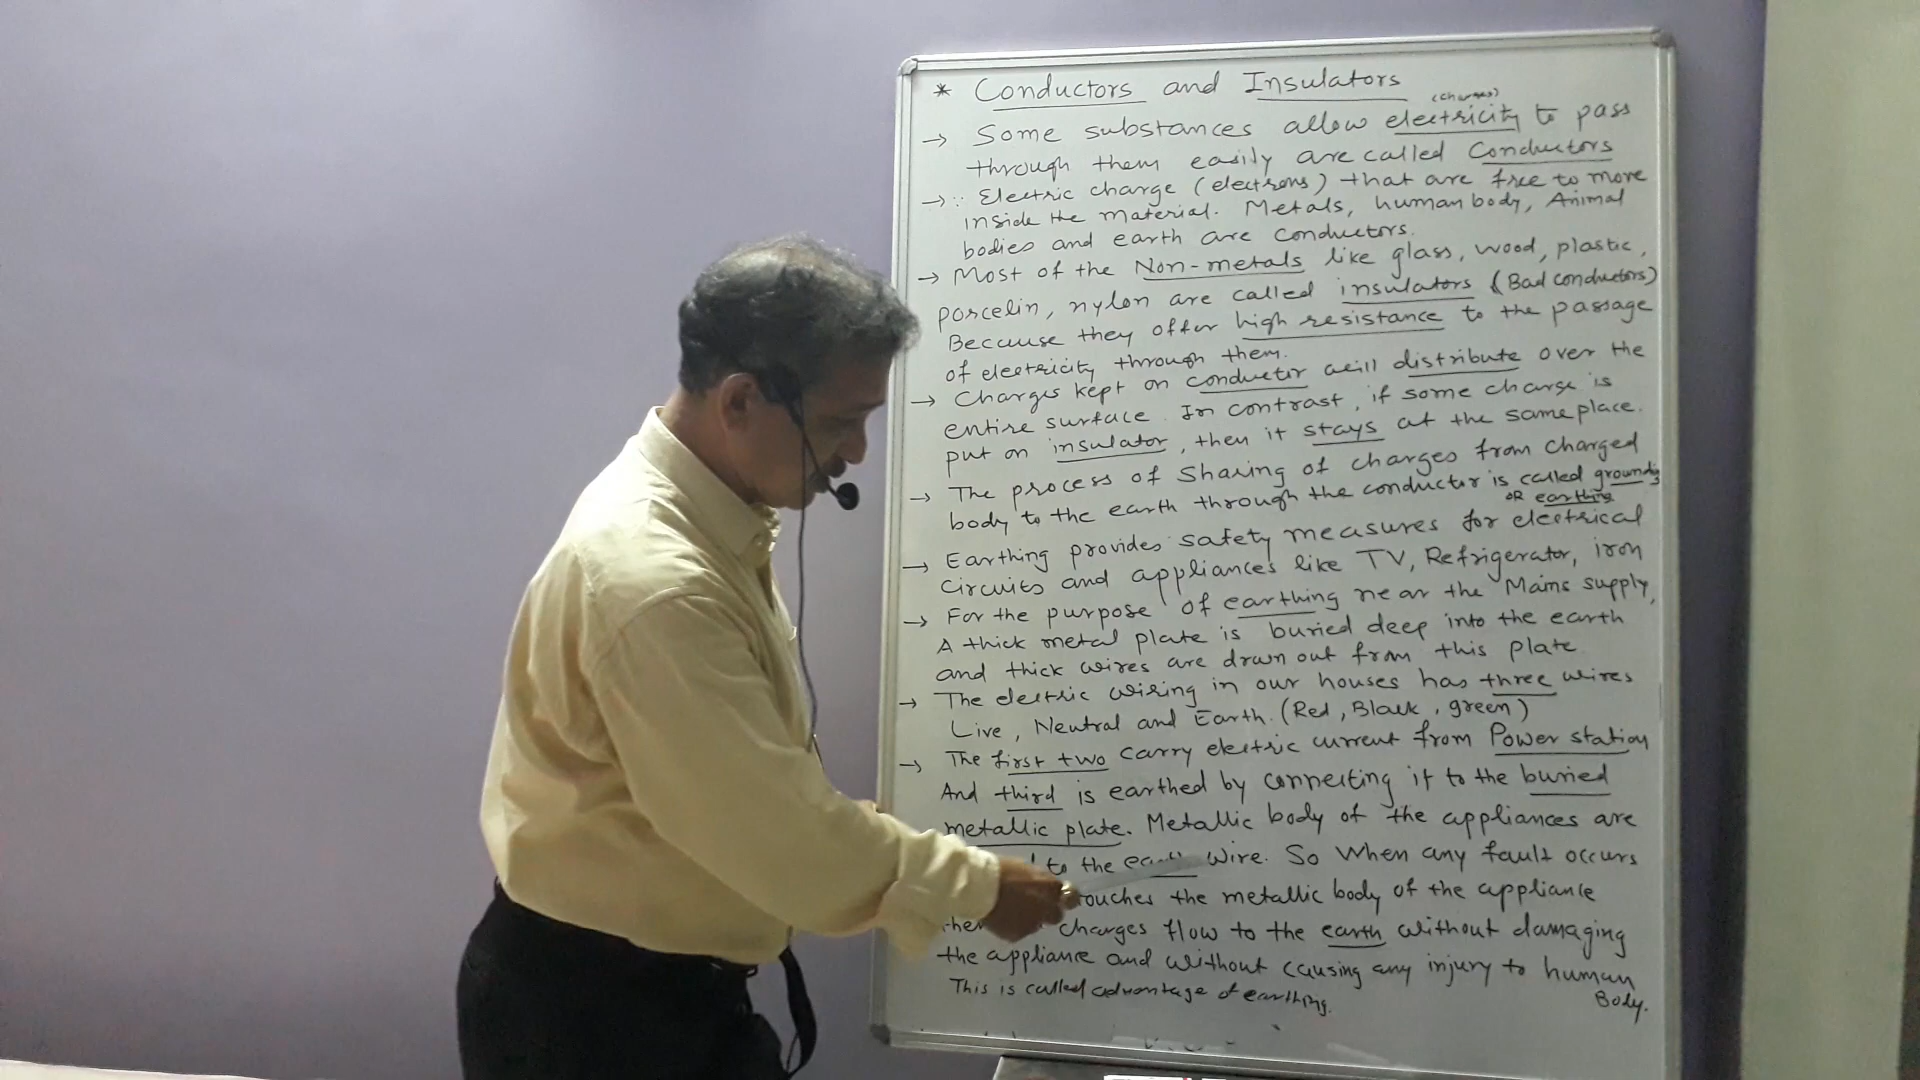 * Conductors and Insulators
(charges)
→ Some substances allow electricity to pass
through them easily are called Conductors
→ ∵ Electric charge (electrons) that are free to move
inside the material. Metals, human body, Animal
bodies and earth are conductors.
→ Most of the Non-metals like glass, wood, plastic,
porcelin, nylon are called insulators (Bad conductors)
Because they offer high resistance to the passage
of electricity through them.
→ Charges kept on conductor will distribute over the
entire surface. In contrast, if some charge is
put on insulator, then it stays at the same place.
→ The process of Sharing of charges from charged
body to the earth through the conductor is called grounding
OR earthing
→ Earthing provides safety measures for electrical
Circuits and appliances like TV, Refrigerator, iron
→ For the purpose of earthing near the Mains supply,
A thick metal plate is buried deep into the earth
and thick wires are drawn out from this plate.
→ The electric wiring in our houses has three wires
Live, Neutral and Earth. (Red, Black, green)
→ The first two carry electric current from Power station
And third is earthed by connecting it to the buried
metallic plate. Metallic body of the appliances are
to the earth wire. So When any fault occurs
touches the metallic body of the appliance
then charges flow to the earth without damaging
the appliance and without causing any injury to human
Body.
This is called advantage of earthing.